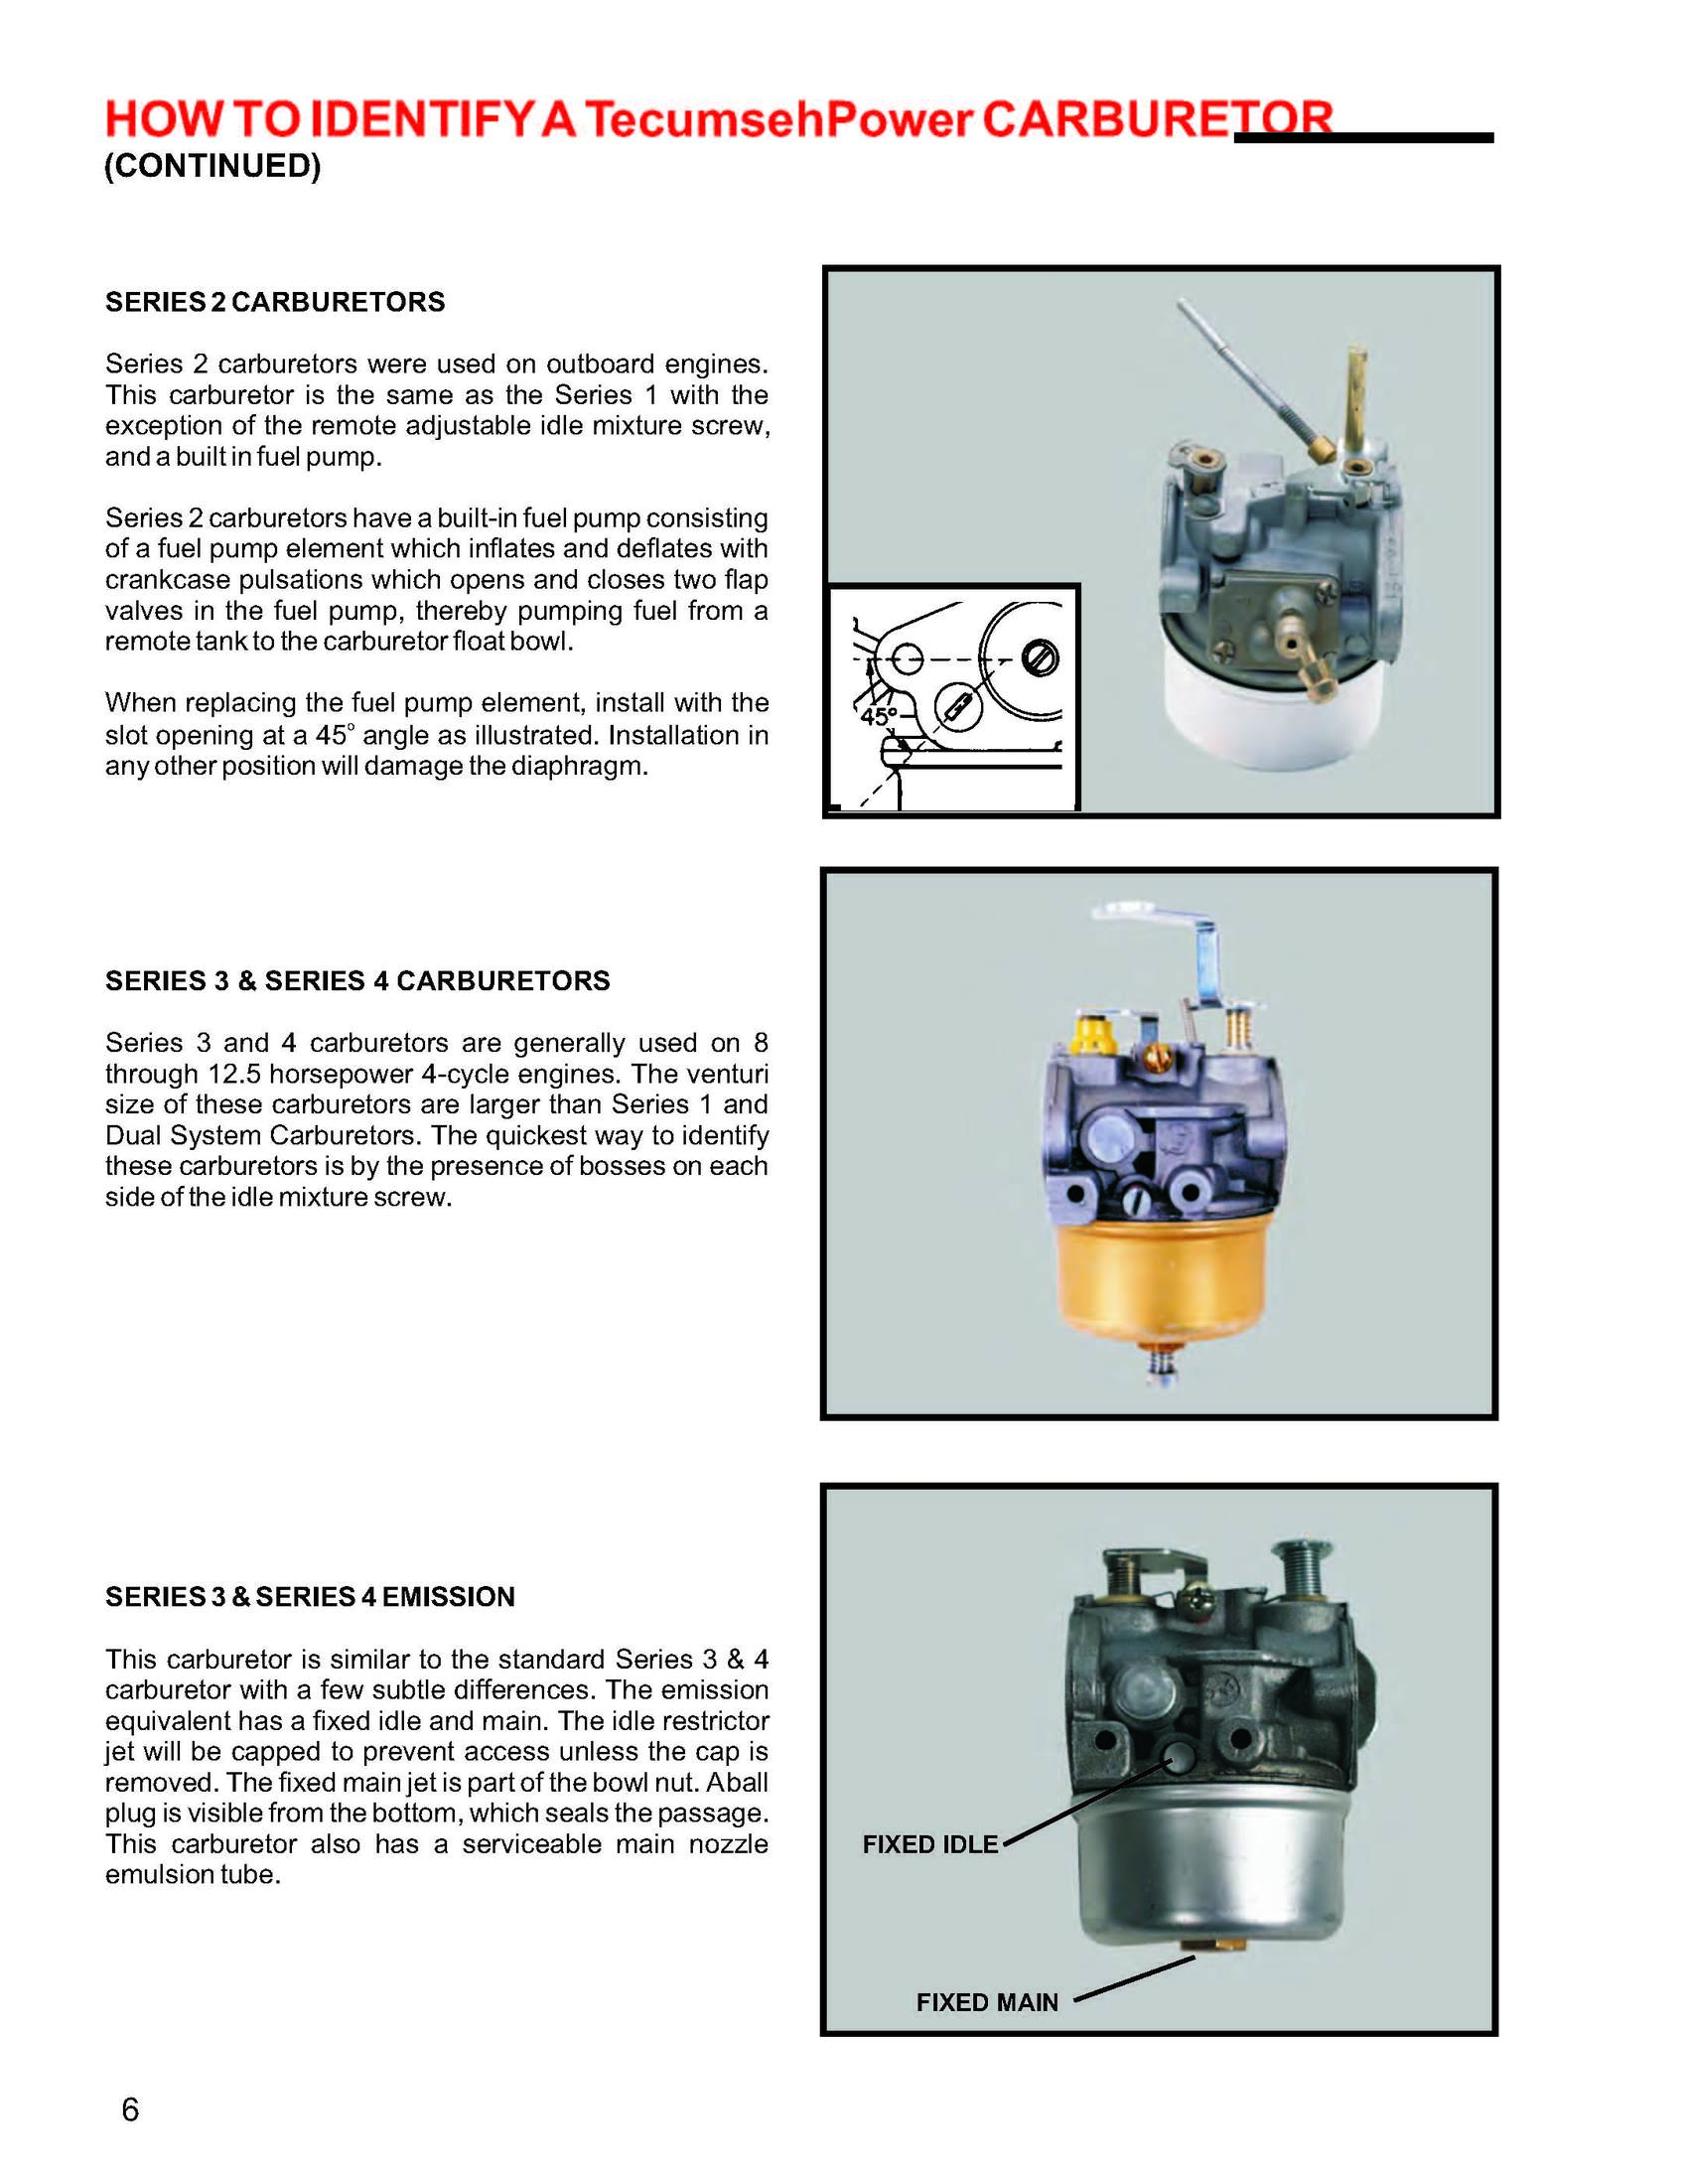 HOW TO IDENTIFY A TecumsehPower CARBURETOR
(CONTINUED)
SERIES 2 CARBURETORS
Series 2 carburetors were used on outboard engines.
This carburetor is the same as the Series 1 with the
exception of the remote adjustable idle mixture screw,
and a built in fuel pump.
Series 2 carburetors have a built-in fuel pump consisting
of a fuel pump element which inflates and deflates with
crankcase pulsations which opens and closes two flap
valves in the fuel pump, thereby pumping fuel from a
remote tank to the carburetor float bowl.
When replacing the fuel pump element, install with the
slot opening at a 45° angle as illustrated. Installation in
any other position will damage the diaphragm.
45°
SERIES 3 & SERIES 4 CARBURETORS
Series 3 and 4 carburetors are generally used on 8
through 12.5 horsepower 4-cycle engines. The venturi
size of these carburetors are larger than Series 1 and
Dual System Carburetors. The quickest way to identify
these carburetors is by the presence of bosses on each
side of the idle mixture screw.
SERIES 3 & SERIES 4 EMISSION
This carburetor is similar to the standard Series 3 & 4
carburetor with a few subtle differences. The emission
equivalent has a fixed idle and main. The idle restrictor
jet will be capped to prevent access unless the cap is
removed. The fixed main jet is part of the bowl nut. A ball
plug is visible from the bottom, which seals the passage.
This carburetor also has a serviceable main nozzle
emulsion tube.
FIXED IDLE
FIXED MAIN
6